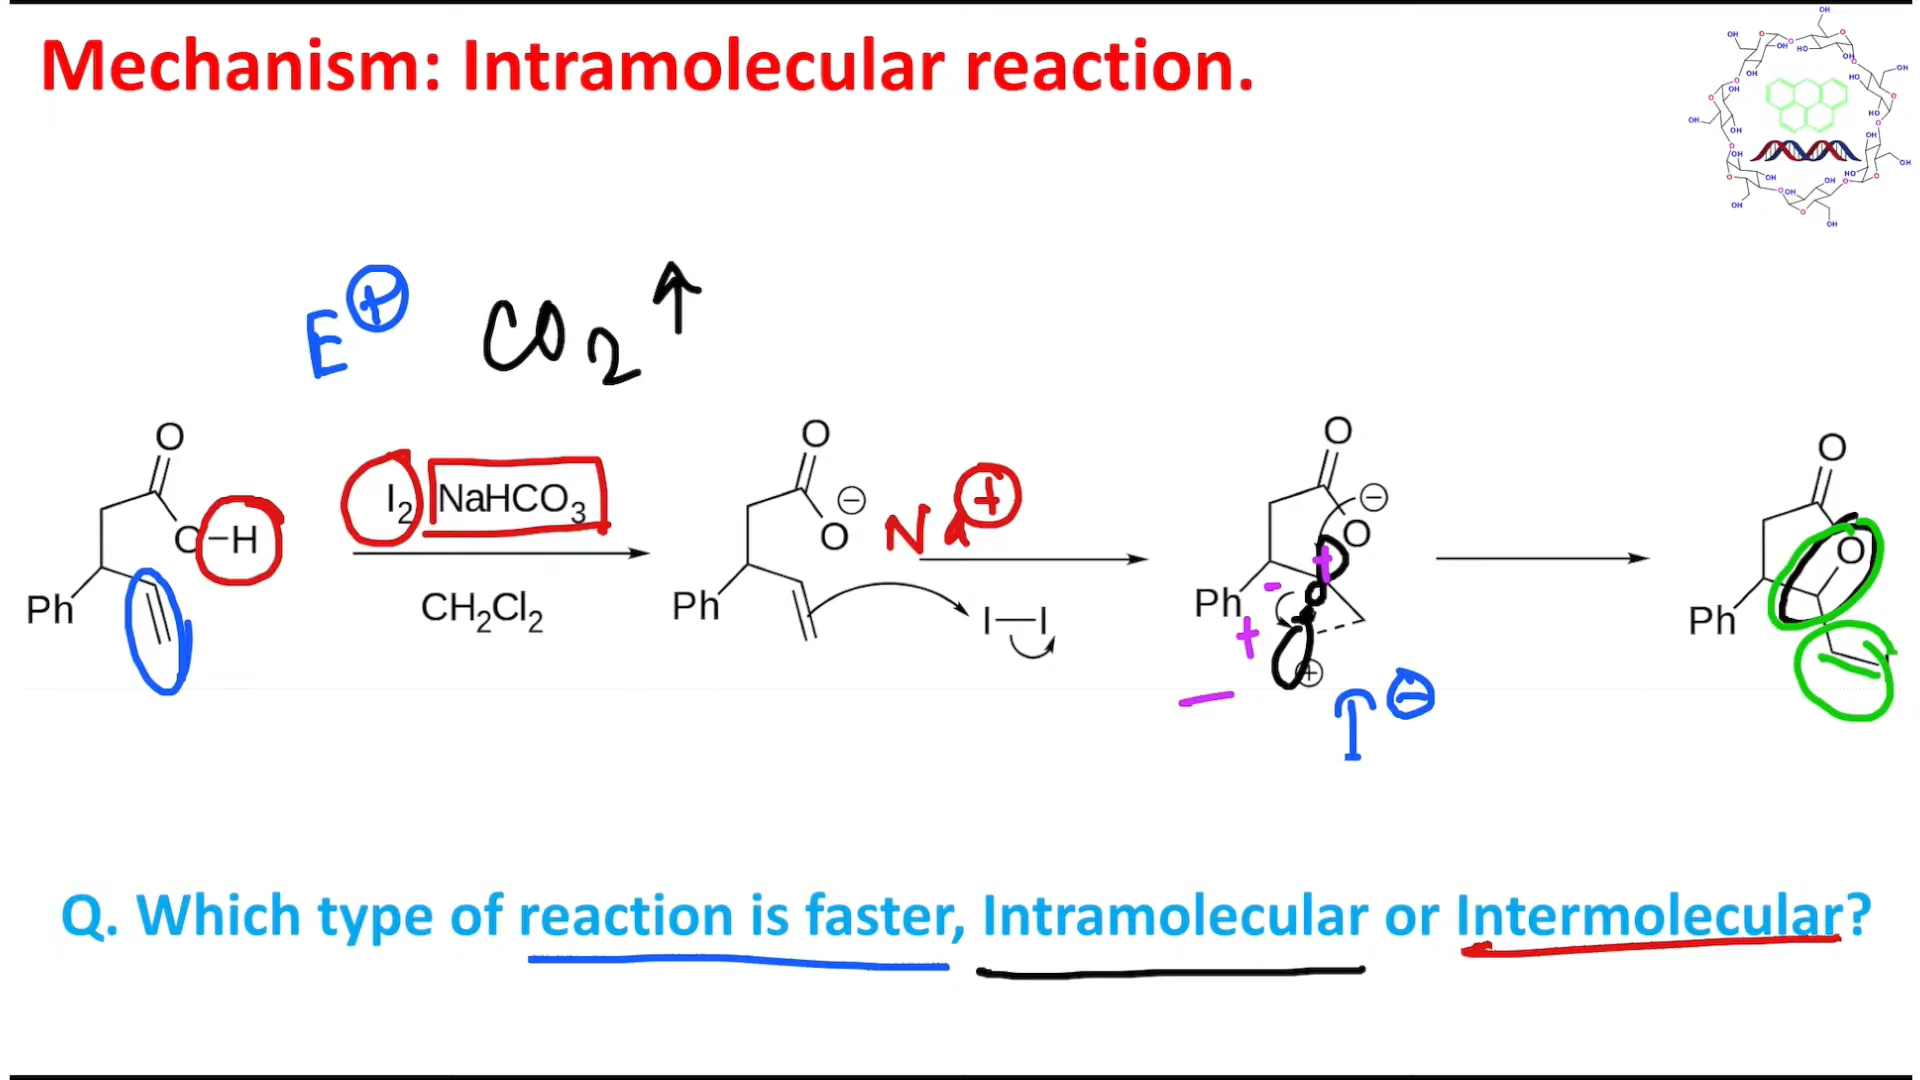 Mechanism: Intramolecular reaction.
E⊕ CO₂↑
O O O O
I₂ NaHCO₃
O–H
⊖
O
Na⊕
⊖
O
O
CH₂Cl₂
Ph
Ph
I—I
Ph
Ph
+
-
+
⊕
-
I⊖
Q. Which type of reaction is faster, Intramolecular or Intermolecular?